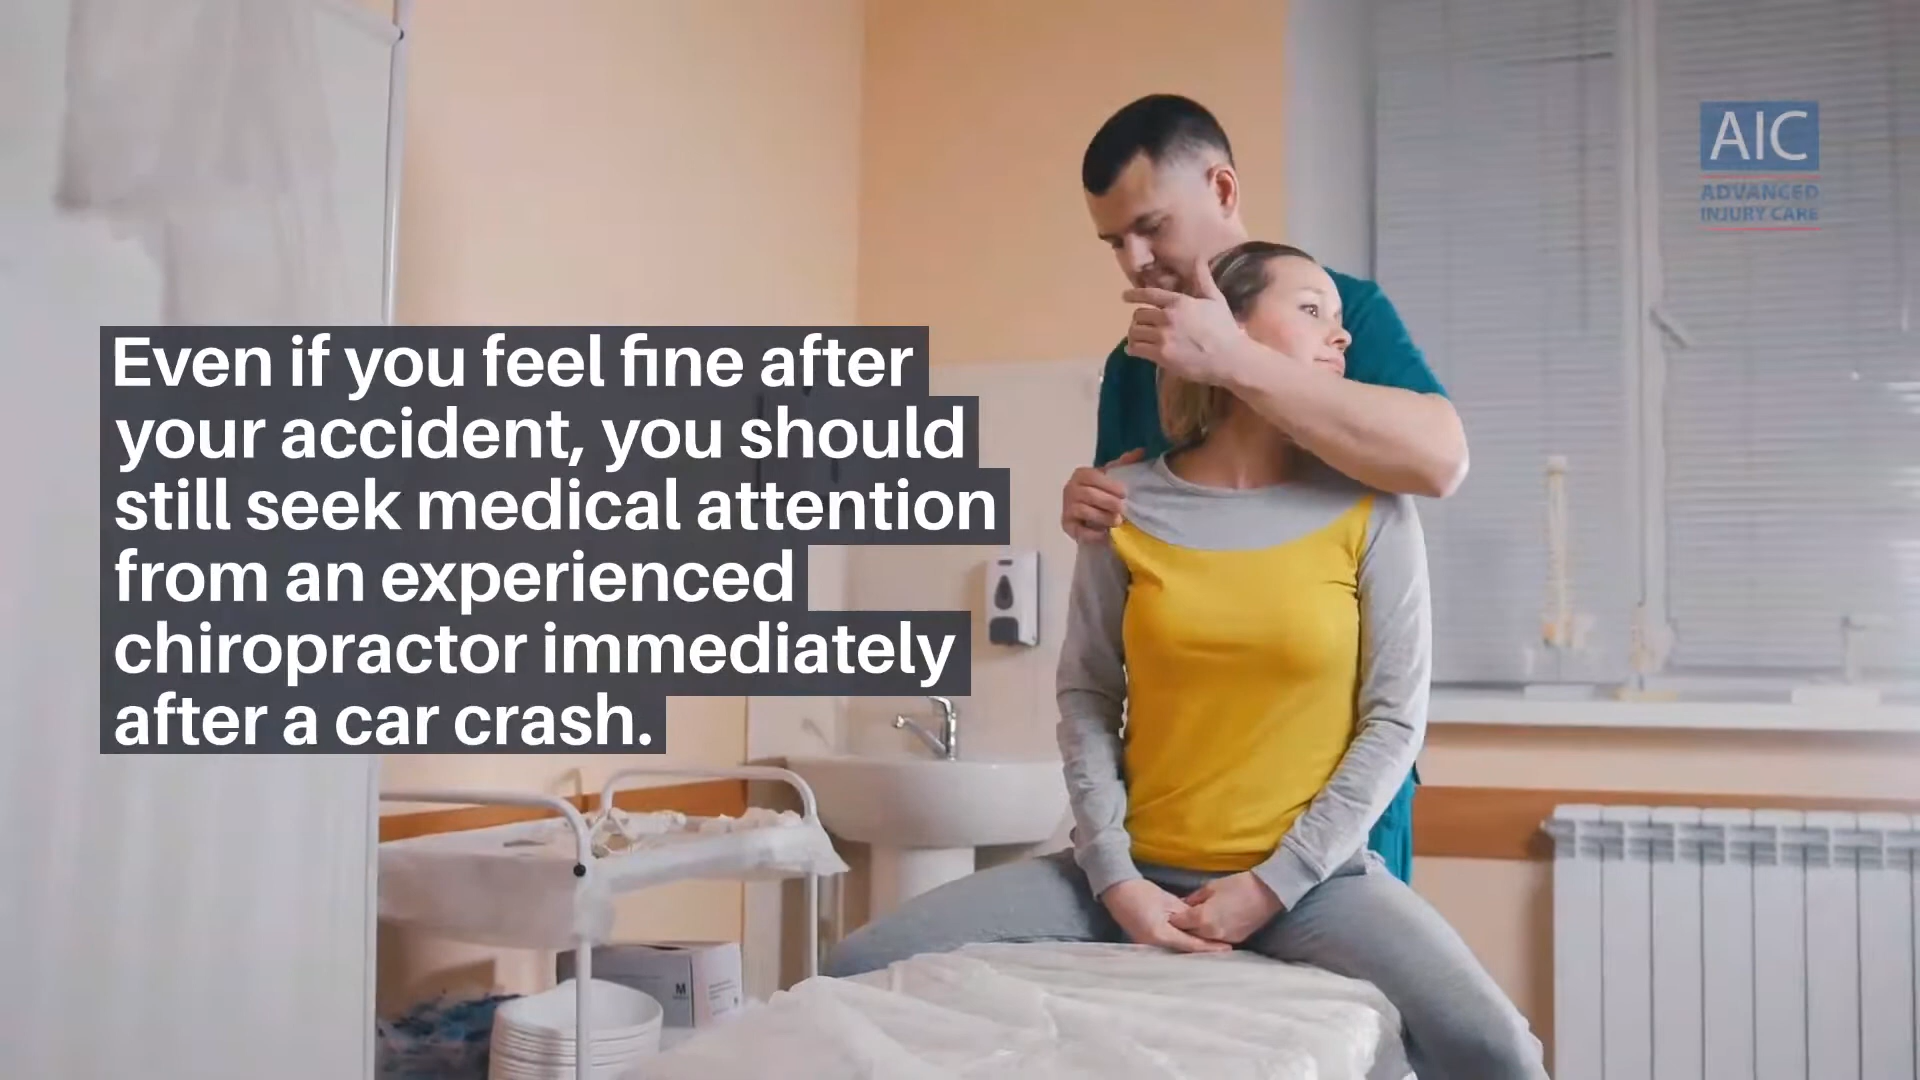 AIC
ADVANCED
INJURY CARE
Even if you feel fine after
your accident, you should
still seek medical attention
from an experienced
chiropractor immediately
after a car crash.
M